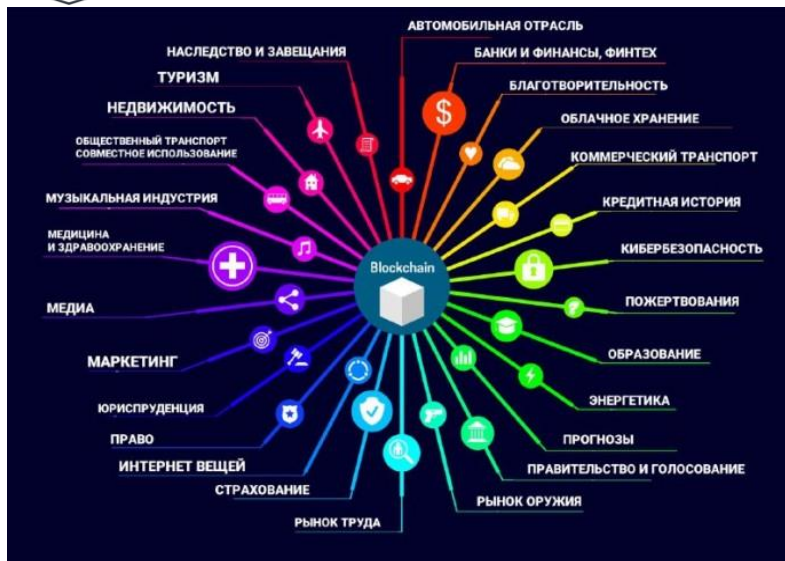 АВТОМОБИЛЬНАЯ ОТРАСЛЬ
БАНКИ И ФИНАНСЫ, ФИНТЕХ
БЛАГОТВОРИТЕЛЬНОСТЬ
ОБЛАЧНОЕ ХРАНЕНИЕ
КОММЕРЧЕСКИЙ ТРАНСПОРТ
КРЕДИТНАЯ ИСТОРИЯ
КИБЕРБЕЗОПАСНОСТЬ
ПОЖЕРТВОВАНИЯ
ОБРАЗОВАНИЕ
ЭНЕРГЕТИКА
ПРОГНОЗЫ
ПРАВИТЕЛЬСТВО И ГОЛОСОВАНИЕ
РЫНОК ОРУЖИЯ
РЫНОК ТРУДА
СТРАХОВАНИЕ
ИНТЕРНЕТ ВЕЩЕЙ
ПРАВО
ЮРИСПРУДЕНЦИЯ
МАРКЕТИНГ
МЕДИА
МЕДИЦИНА
И ЗДРАВООХРАНЕНИЕ
МУЗЫКАЛЬНАЯ ИНДУСТРИЯ
ОБЩЕСТВЕННЫЙ ТРАНСПОРТ
СОВМЕСТНОЕ ИСПОЛЬЗОВАНИЕ
НЕДВИЖИМОСТЬ
ТУРИЗМ
НАСЛЕДСТВО И ЗАВЕЩАНИЯ
Blockchain
$